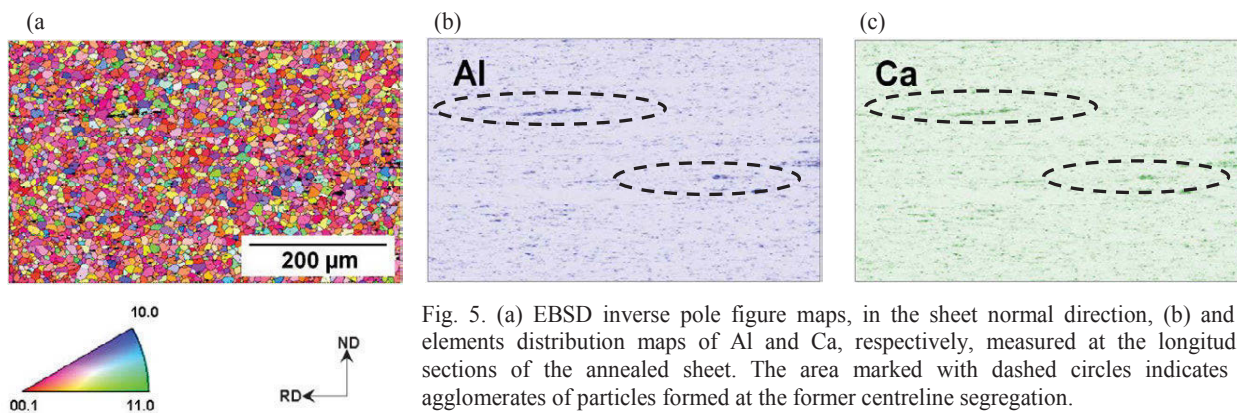 (a
(b)
(c)
Al
Ca
200 µm
10.0
00.1
11.0
ND
RD
Fig. 5. (a) EBSD inverse pole figure maps, in the sheet normal direction, (b) and
elements distribution maps of Al and Ca, respectively, measured at the longitud
sections of the annealed sheet. The area marked with dashed circles indicates
agglomerates of particles formed at the former centreline segregation.